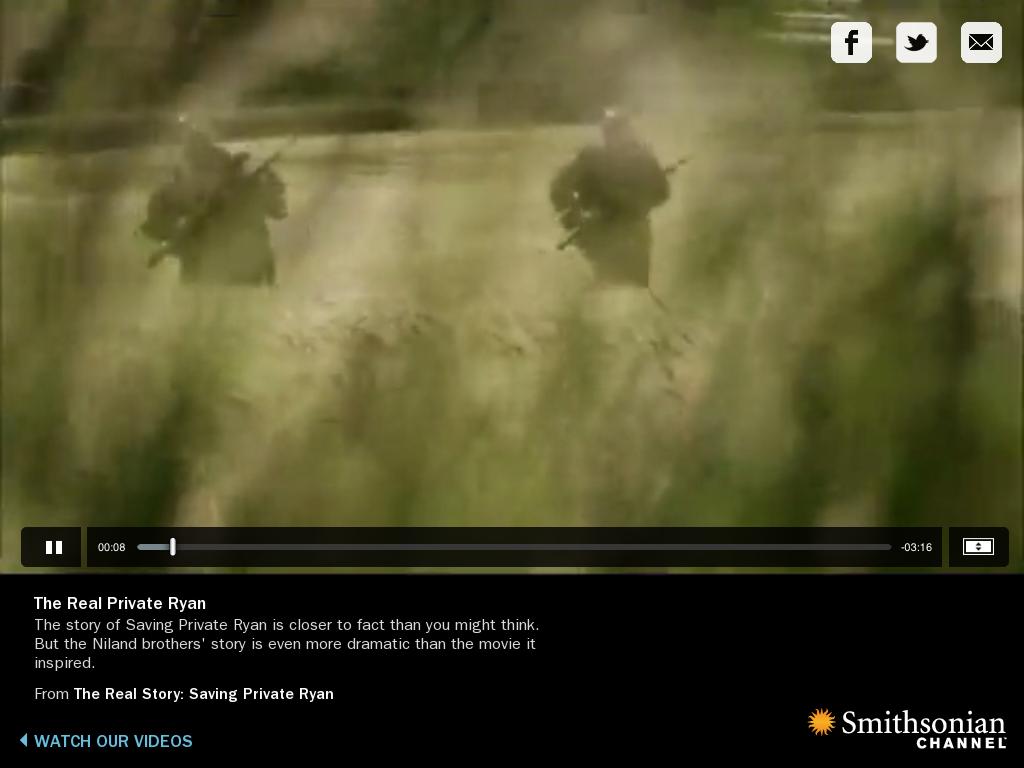 f
00:08
-03:16
The Real Private Ryan
The story of Saving Private Ryan is closer to fact than you might think.
But the Niland brothers' story is even more dramatic than the movie it
inspired.
From The Real Story: Saving Private Ryan
WATCH OUR VIDEOS
Smithsonian
CHANNEL